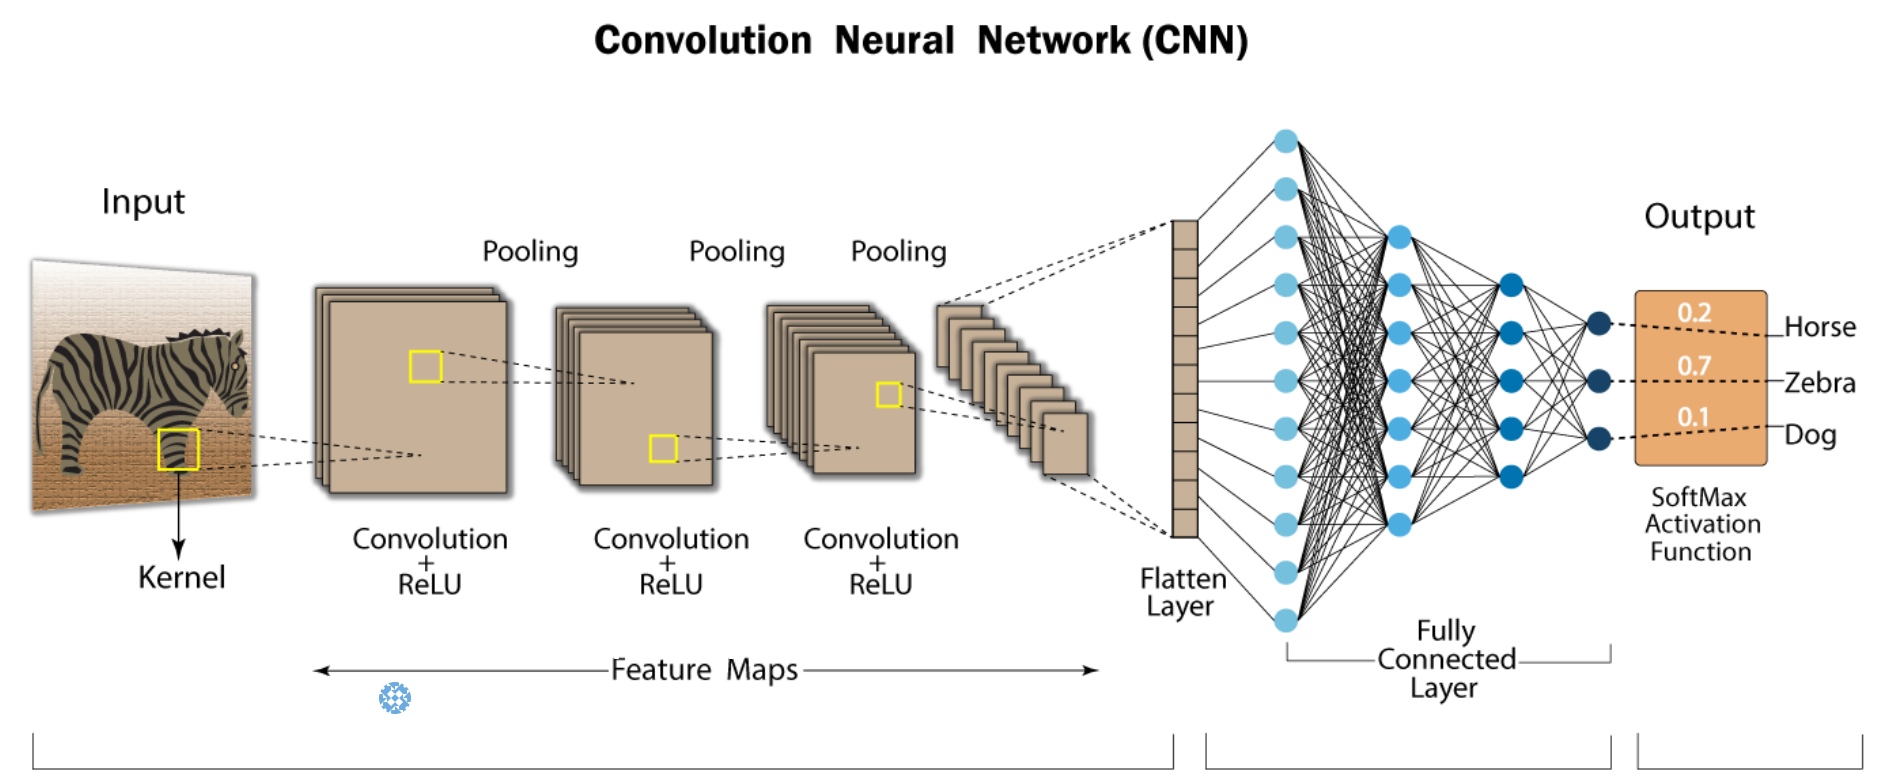 Convolution Neural Network (CNN)
Input
Kernel
Pooling
Pooling
Pooling
Convolution
+
ReLU
Convolution
+
ReLU
Convolution
+
ReLU
Feature Maps
Flatten
Layer
Fully
Connected
Layer
Output
0.2
Horse
0.7
Zebra
0.1
Dog
SoftMax
Activation
Function